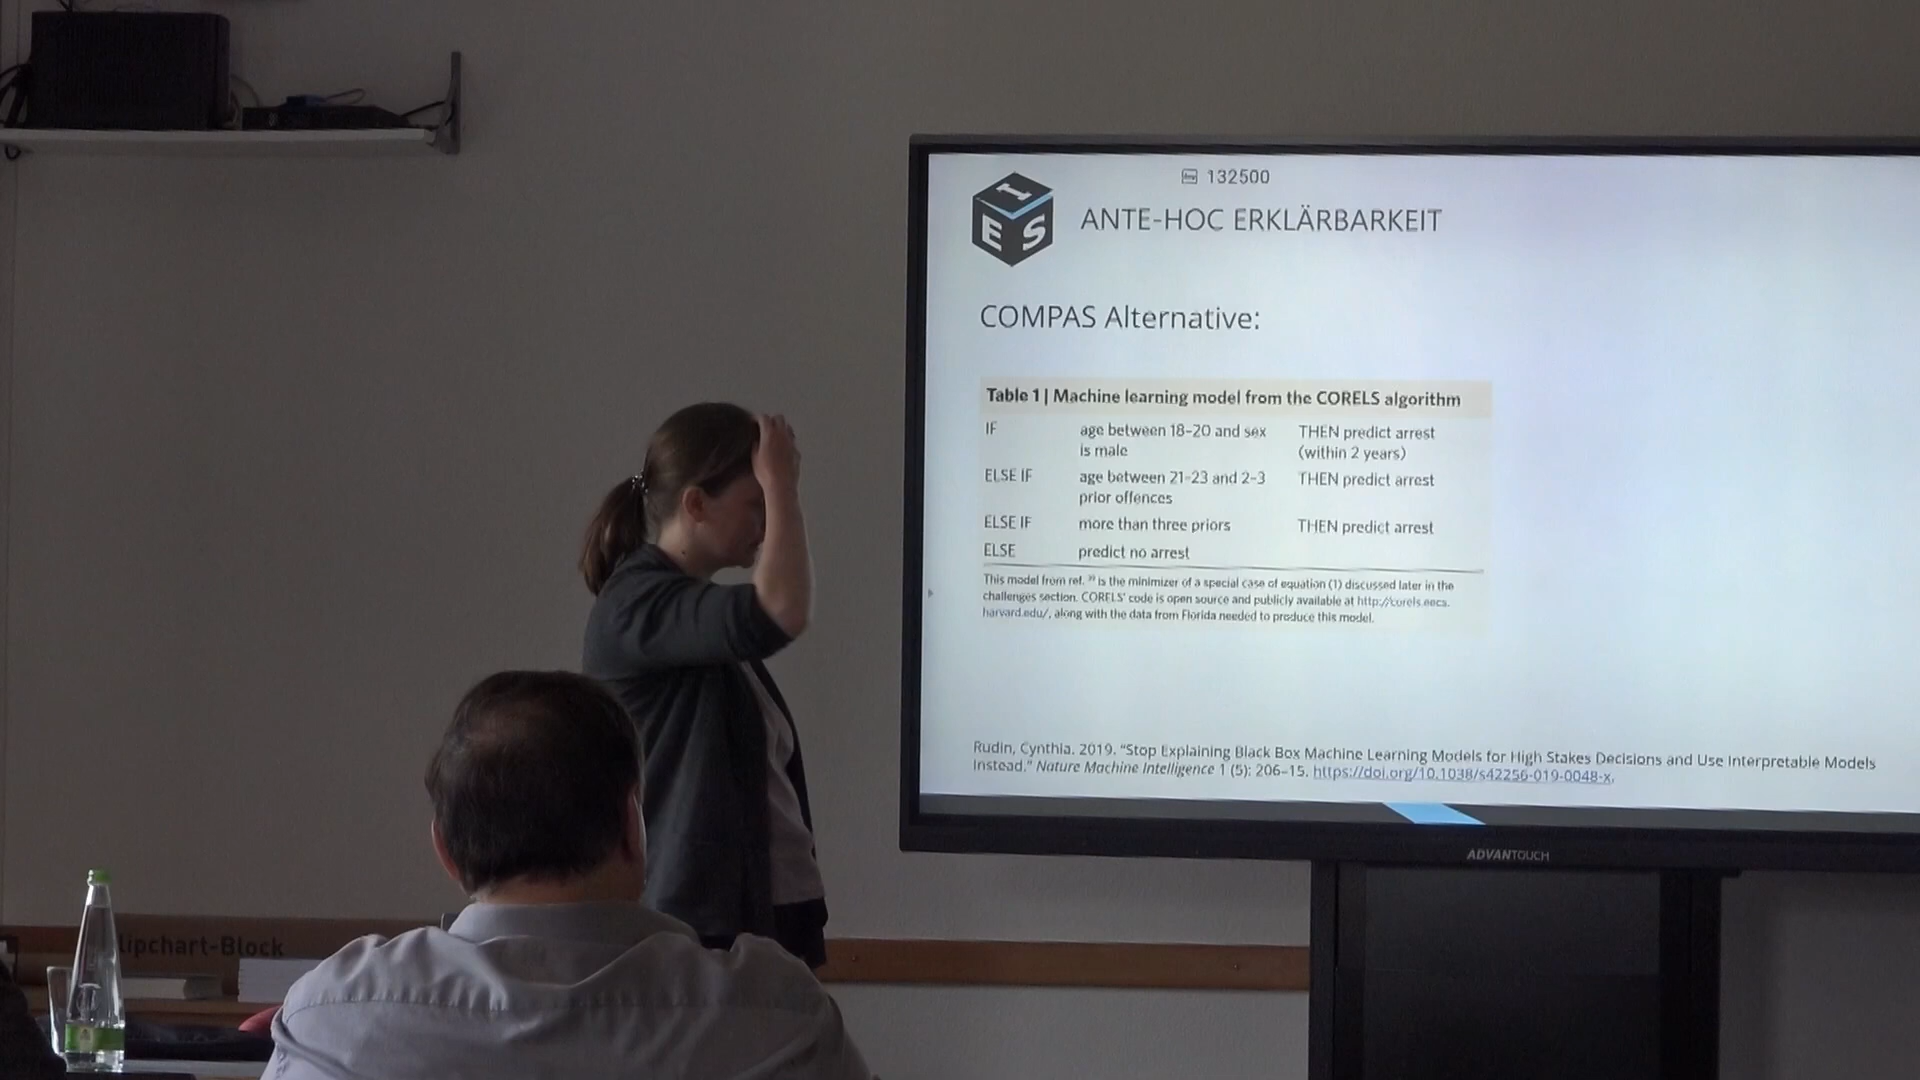 132500
IES
ANTE-HOC ERKLÄRBARKEIT
COMPAS Alternative:
Table 1 | Machine learning model from the CORELS algorithm
IF age between 18–20 and sex THEN predict arrest
is male (within 2 years)
ELSE IF age between 21–23 and 2–3 THEN predict arrest
prior offences
ELSE IF more than three priors THEN predict arrest
ELSE predict no arrest
This model from ref. is the minimizer of a special case of equation (1) discussed later in the
challenges section. CORELS' code is open source and publicly available at http://corels.eecs.
harvard.edu/, along with the data from Florida needed to produce this model.
Rudin, Cynthia. 2019. “Stop Explaining Black Box Machine Learning Models for High Stakes Decisions and Use Interpretable Models
Instead.” Nature Machine Intelligence 1 (5): 206–15. https://doi.org/10.1038/s42256-019-0048-x.
ADVANTOUCH
lipchart-Block